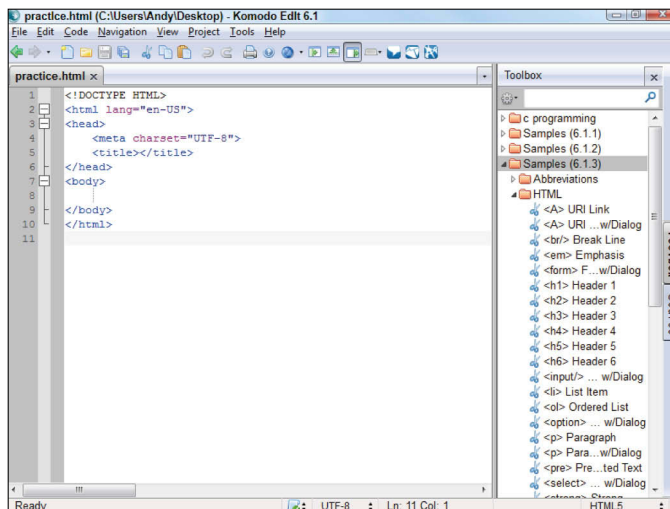 practice.html (C:\Users\Andy\Desktop) - Komodo Edit 6.1
File Edit Code Navigation View Project Tools Help
practice.html ×
1 <!DOCTYPE HTML>
2 <html lang="en-US">
3 <head>
4 <meta charset="UTF-8">
5 <title></title>
6 </head>
7 <body>
8
9 </body>
10 </html>
11
Toolbox
c programming
Samples (6.1.1)
Samples (6.1.2)
Samples (6.1.3)
Abbreviations
HTML
<A> URI Link
<A> URI ...w/Dialog
<br/> Break Line
<em> Emphasis
<form> F...w/Dialog
<h1> Header 1
<h2> Header 2
<h3> Header 3
<h4> Header 4
<h5> Header 5
<h6> Header 6
<input/> ... w/Dialog
<li> List Item
<ol> Ordered List
<option> ... w/Dialog
<p> Paragraph
<p> Para...w/Dialog
<pre> Pre...ted Text
<select> ... w/Dialog
<strong> Strong
Ready UTF-8 Ln: 11 Col: 1 HTML5